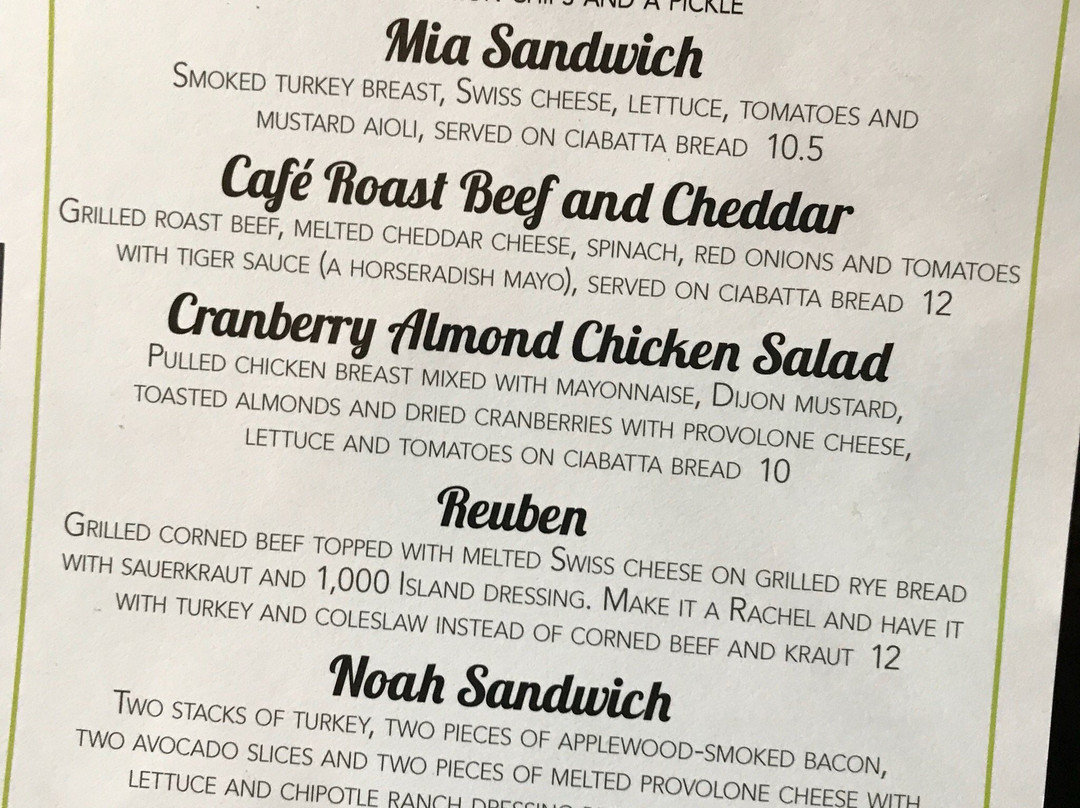 CHIPS AND A PICKLE
Mia Sandwich
SMOKED TURKEY BREAST, SWISS CHEESE, LETTUCE, TOMATOES AND
MUSTARD AIOLI, SERVED ON CIABATTA BREAD 10.5
Café Roast Beef and Cheddar
GRILLED ROAST BEEF, MELTED CHEDDAR CHEESE, SPINACH, RED ONIONS AND TOMATOES
WITH TIGER SAUCE (A HORSERADISH MAYO), SERVED ON CIABATTA BREAD 12
Cranberry Almond Chicken Salad
PULLED CHICKEN BREAST MIXED WITH MAYONNAISE, DIJON MUSTARD,
TOASTED ALMONDS AND DRIED CRANBERRIES WITH PROVOLONE CHEESE,
LETTUCE AND TOMATOES ON CIABATTA BREAD 10
Reuben
GRILLED CORNED BEEF TOPPED WITH MELTED SWISS CHEESE ON GRILLED RYE BREAD
WITH SAUERKRAUT AND 1,000 ISLAND DRESSING. MAKE IT A RACHEL AND HAVE IT
WITH TURKEY AND COLESLAW INSTEAD OF CORNED BEEF AND KRAUT 12
Noah Sandwich
TWO STACKS OF TURKEY, TWO PIECES OF APPLEWOOD-SMOKED BACON,
TWO AVOCADO SLICES AND TWO PIECES OF MELTED PROVOLONE CHEESE WITH
LETTUCE AND CHIPOTLE RANCH DRESSING